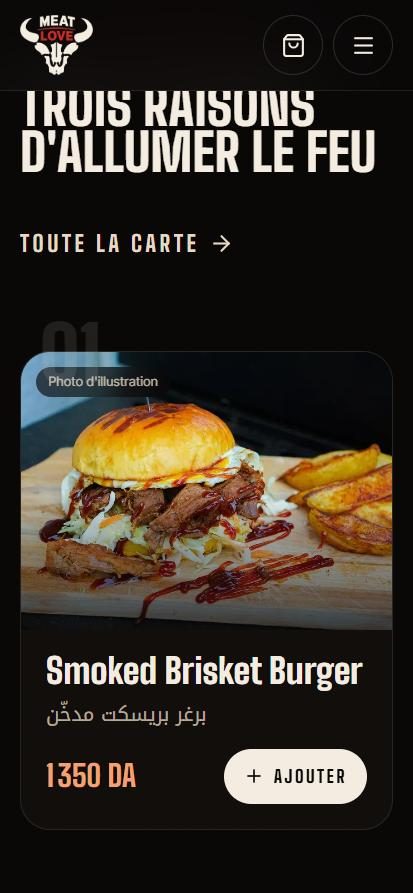 MEAT
LOVE
TROIS RAISONS
D'ALLUMER LE FEU
TOUTE LA CARTE →
01
Photo d'illustration
Smoked Brisket Burger
برغر بريسكت مدخّن
1350 DA
+ AJOUTER